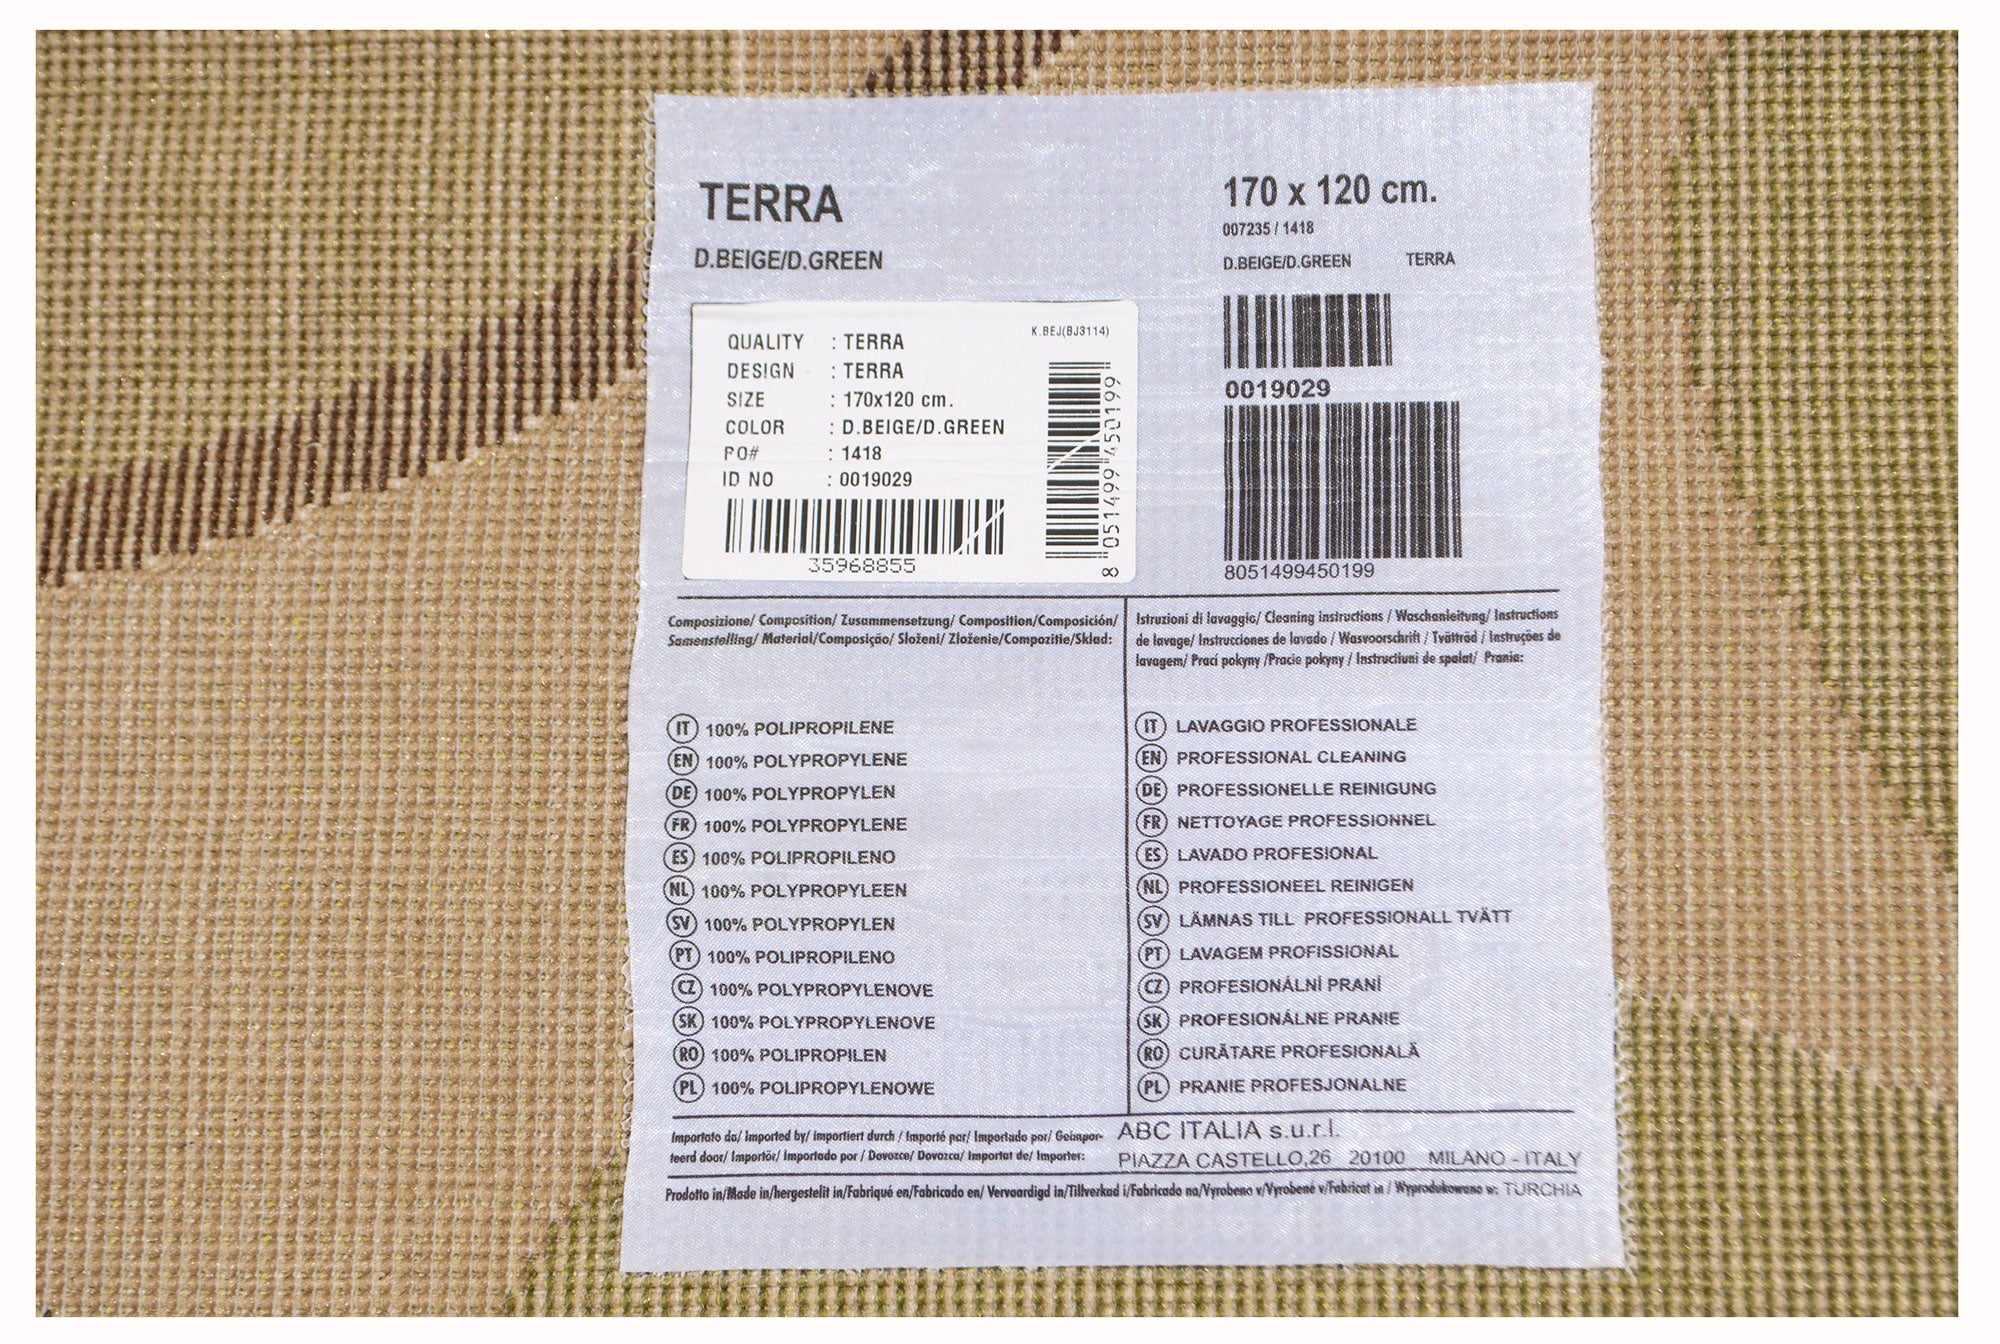 TERRA
D.BEIGE/D.GREEN
170 x 120 cm.
007235 / 1418
D.BEIGE/D.GREEN TERRA
0019029
8051499450199
K.BEJ(BJ3114)
QUALITY : TERRA
DESIGN : TERRA
SIZE : 170x120 cm.
COLOR : D.BEIGE/D.GREEN
PO# : 1418
ID NO : 0019029
35968855
8 051499 450199
Composizione/ Composition/ Zusammensetzung/ Composition/Composición/
Samenstelling/ Material/Composição/ Složení/ Zloženie/Compozitie/Sklad:
IT 100% POLIPROPILENE
EN 100% POLYPROPYLENE
DE 100% POLYPROPYLEN
FR 100% POLYPROPYLENE
ES 100% POLIPROPILENO
NL 100% POLYPROPYLEEN
SV 100% POLYPROPYLEN
PT 100% POLIPROPILENO
CZ 100% POLYPROPYLENOVE
SK 100% POLYPROPYLENOVE
RO 100% POLIPROPILEN
PL 100% POLIPROPYLENOWE
Istruzioni di lavaggio/ Cleaning instructions / Waschanleitung/ Instructions
de lavage/ Instrucciones de lavado / Wasvoorschrift / Tvättråd / Instruções de
lavagem/ Prací pokyny /Pracie pokyny / Instructiuni de spalat/ Prania:
IT LAVAGGIO PROFESSIONALE
EN PROFESSIONAL CLEANING
DE PROFESSIONELLE REINIGUNG
FR NETTOYAGE PROFESSIONNEL
ES LAVADO PROFESIONAL
NL PROFESSIONEEL REINIGEN
SV LÄMNAS TILL PROFESSIONALL TVÄTT
PT LAVAGEM PROFISSIONAL
CZ PROFESIONÁLNÍ PRANÍ
SK PROFESIONÁLNE PRANIE
RO CURĂTARE PROFESIONALĂ
PL PRANIE PROFESJONALNE
Importato da/ Imported by/ importiert durch / Importé par/ Importado por/ Geïmpor-
teerd door/ Importör/ Importado por / Dovozce/ Dovozca/ Importat de/ Importer:
ABC ITALIA s.u.r.l.
PIAZZA CASTELLO,26 20100 MILANO - ITALY
Prodotto in/Made in/hergestelit in/Fabriqué en/Fabricado en/ Vervaardigd in/Tillverkad i/Fabricado na/Vyrobeno v/Vyrobené v/Fabricat in / Wyprodukowano w: TURCHIA